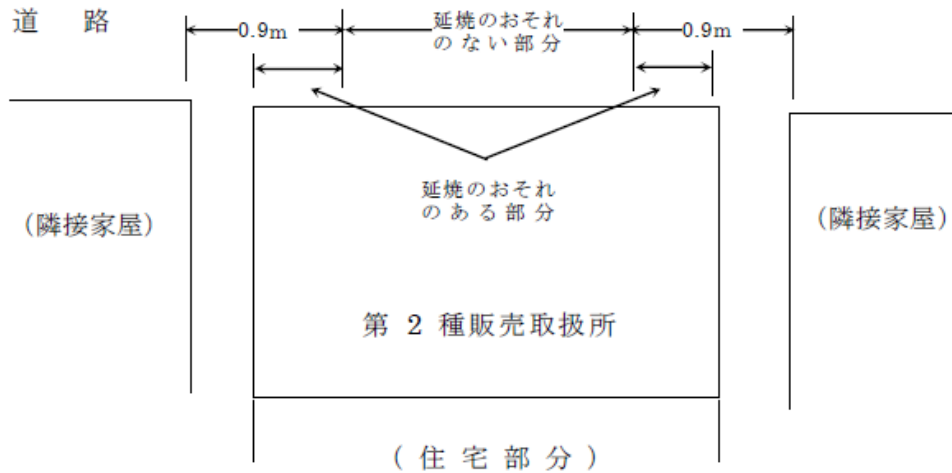 道 路
0.9m
延焼のおそれ
のない部分
0.9m
延焼のおそれ
のある部分
（隣接家屋）
（隣接家屋）
第 2 種販売取扱所
（住宅部分）